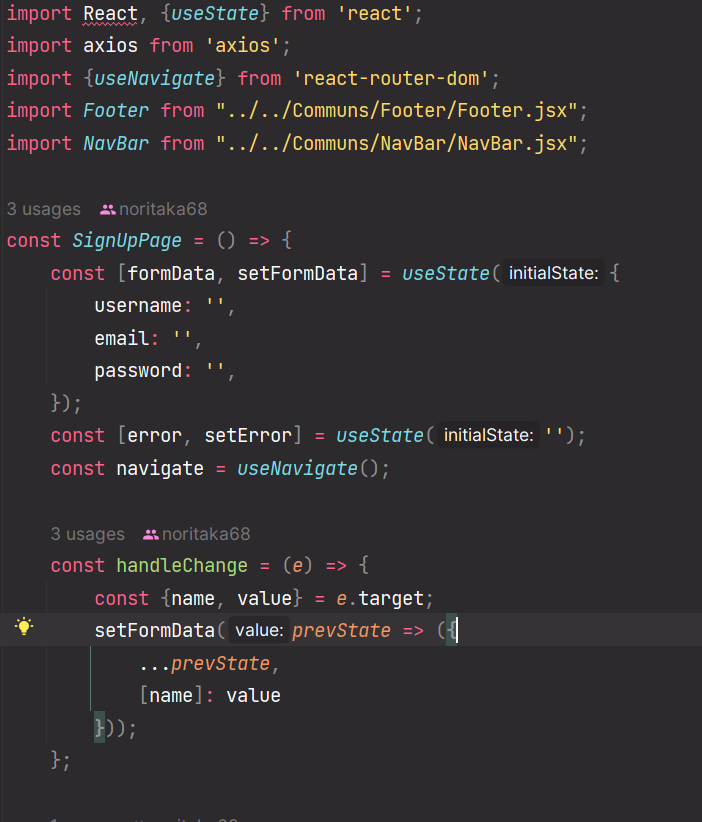 import React, {useState} from 'react';
import axios from 'axios';
import {useNavigate} from 'react-router-dom';
import Footer from "../../Communs/Footer/Footer.jsx";
import NavBar from "../../Communs/NavBar/NavBar.jsx";
3 usages noritaka68
const SignUpPage = () => {
const [formData, setFormData] = useState( initialState: {
username: '',
email: '',
password: '',
});
const [error, setError] = useState( initialState: '');
const navigate = useNavigate();
3 usages noritaka68
const handleChange = (e) => {
const {name, value} = e.target;
setFormData( value: prevState => ({
...prevState,
[name]: value
}));
};